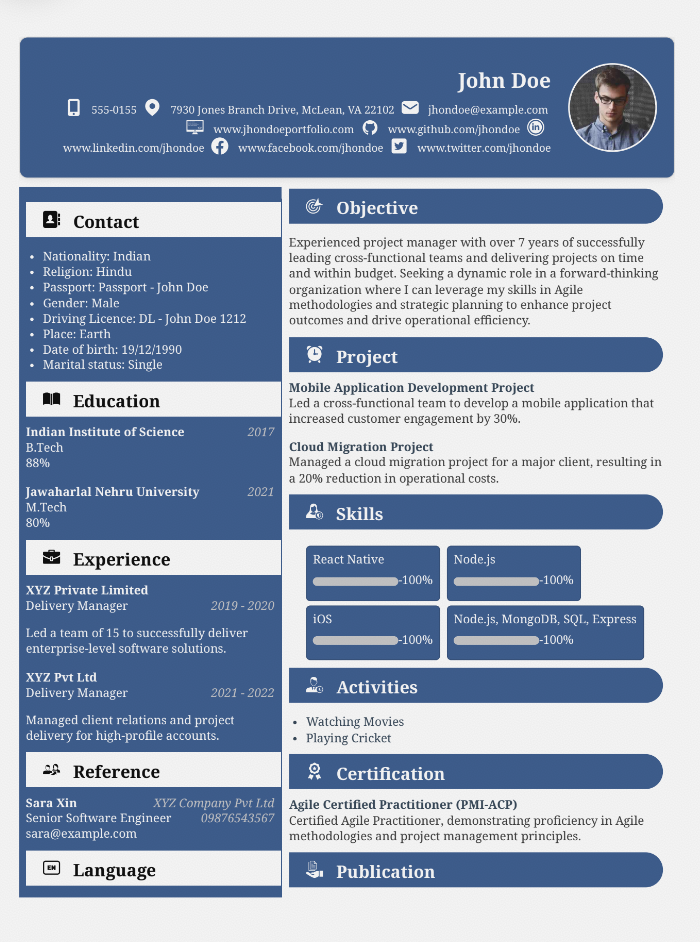 John Doe
555-0155 7930 Jones Branch Drive, McLean, VA 22102 jhondoe@example.com
www.jhondoeportfolio.com www.github.com/jhondoe in
www.linkedin.com/jhondoe www.facebook.com/jhondoe www.twitter.com/jhondoe
Contact
• Nationality: Indian
• Religion: Hindu
• Passport: Passport - John Doe
• Gender: Male
• Driving Licence: DL - John Doe 1212
• Place: Earth
• Date of birth: 19/12/1990
• Marital status: Single
Education
Indian Institute of Science 2017
B.Tech
88%
Jawaharlal Nehru University 2021
M.Tech
80%
Experience
XYZ Private Limited
Delivery Manager 2019 - 2020
Led a team of 15 to successfully deliver
enterprise-level software solutions.
XYZ Pvt Ltd
Delivery Manager 2021 - 2022
Managed client relations and project
delivery for high-profile accounts.
Reference
Sara Xin XYZ Company Pvt Ltd
Senior Software Engineer 09876543567
sara@example.com
EN Language
Objective
Experienced project manager with over 7 years of successfully
leading cross-functional teams and delivering projects on time
and within budget. Seeking a dynamic role in a forward-thinking
organization where I can leverage my skills in Agile
methodologies and strategic planning to enhance project
outcomes and drive operational efficiency.
Project
Mobile Application Development Project
Led a cross-functional team to develop a mobile application that
increased customer engagement by 30%.
Cloud Migration Project
Managed a cloud migration project for a major client, resulting in
a 20% reduction in operational costs.
Skills
React Native
-100%
Node.js
-100%
iOS
-100%
Node.js, MongoDB, SQL, Express
-100%
Activities
• Watching Movies
• Playing Cricket
Certification
Agile Certified Practitioner (PMI-ACP)
Certified Agile Practitioner, demonstrating proficiency in Agile
methodologies and project management principles.
Publication